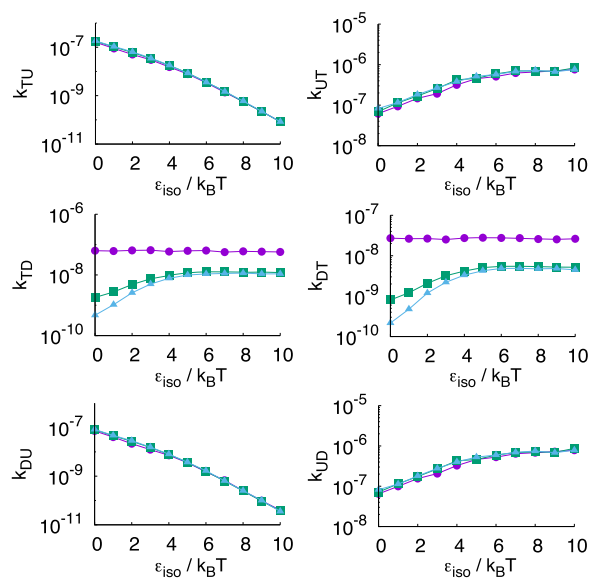 k_TU
10^-7
10^-9
10^-11
0 2 4 6 8 10
ε_iso / k_BT
k_UT
10^-5
10^-6
10^-7
10^-8
0 2 4 6 8 10
ε_iso / k_BT
k_TD
10^-6
10^-8
10^-10
0 2 4 6 8 10
ε_iso / k_BT
k_DT
10^-7
10^-8
10^-9
10^-10
0 2 4 6 8 10
ε_iso / k_BT
k_DU
10^-7
10^-9
10^-11
0 2 4 6 8 10
ε_iso / k_BT
k_UD
10^-5
10^-6
10^-7
10^-8
0 2 4 6 8 10
ε_iso / k_BT